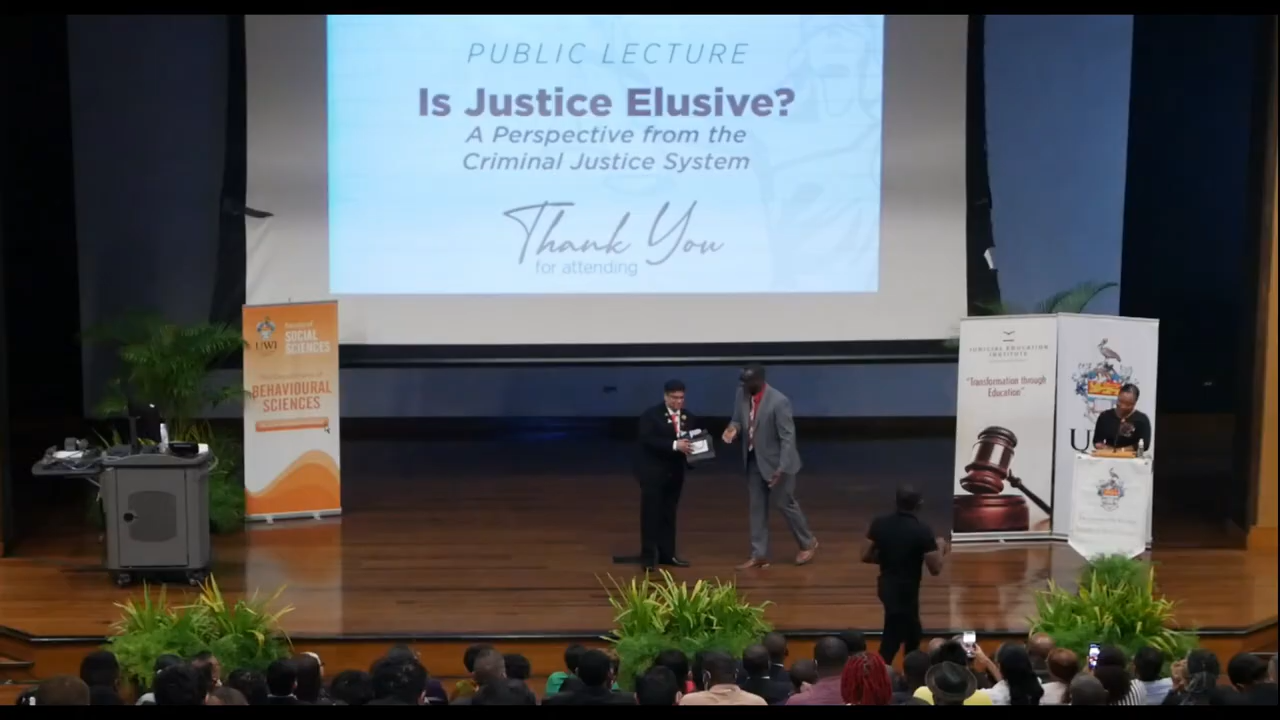 PUBLIC LECTURE
Is Justice Elusive?
A Perspective from the
Criminal Justice System
Thank You
for attending
UWI
SOCIAL
SCIENCES
BEHAVIOURAL
SCIENCES
JUDICIAL EDUCATION
INSTITUTE
"Transformation through
Education"